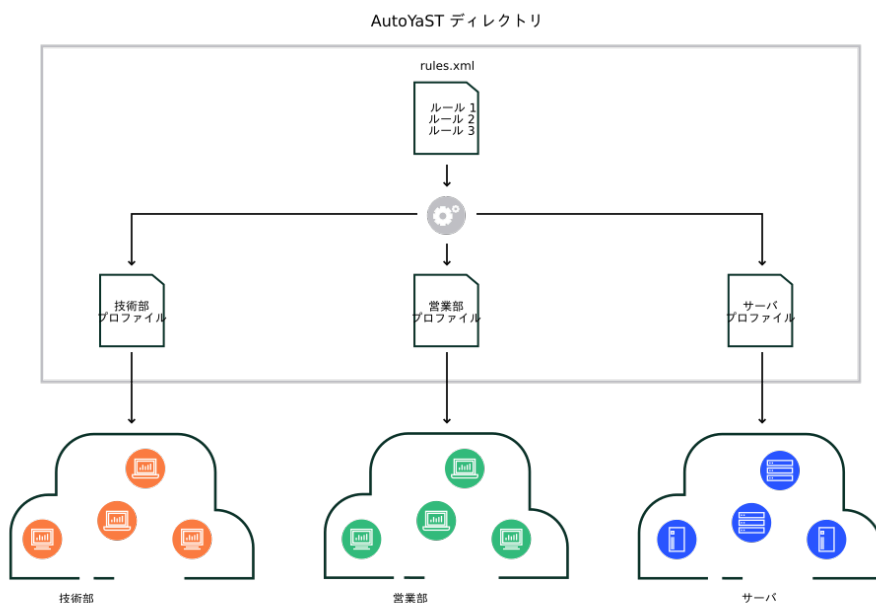 AutoYaST ディレクトリ
rules.xml
ルール 1
ルール 2
ルール 3
技術部
プロファイル
営業部
プロファイル
サーバ
プロファイル
技術部
営業部
サーバ